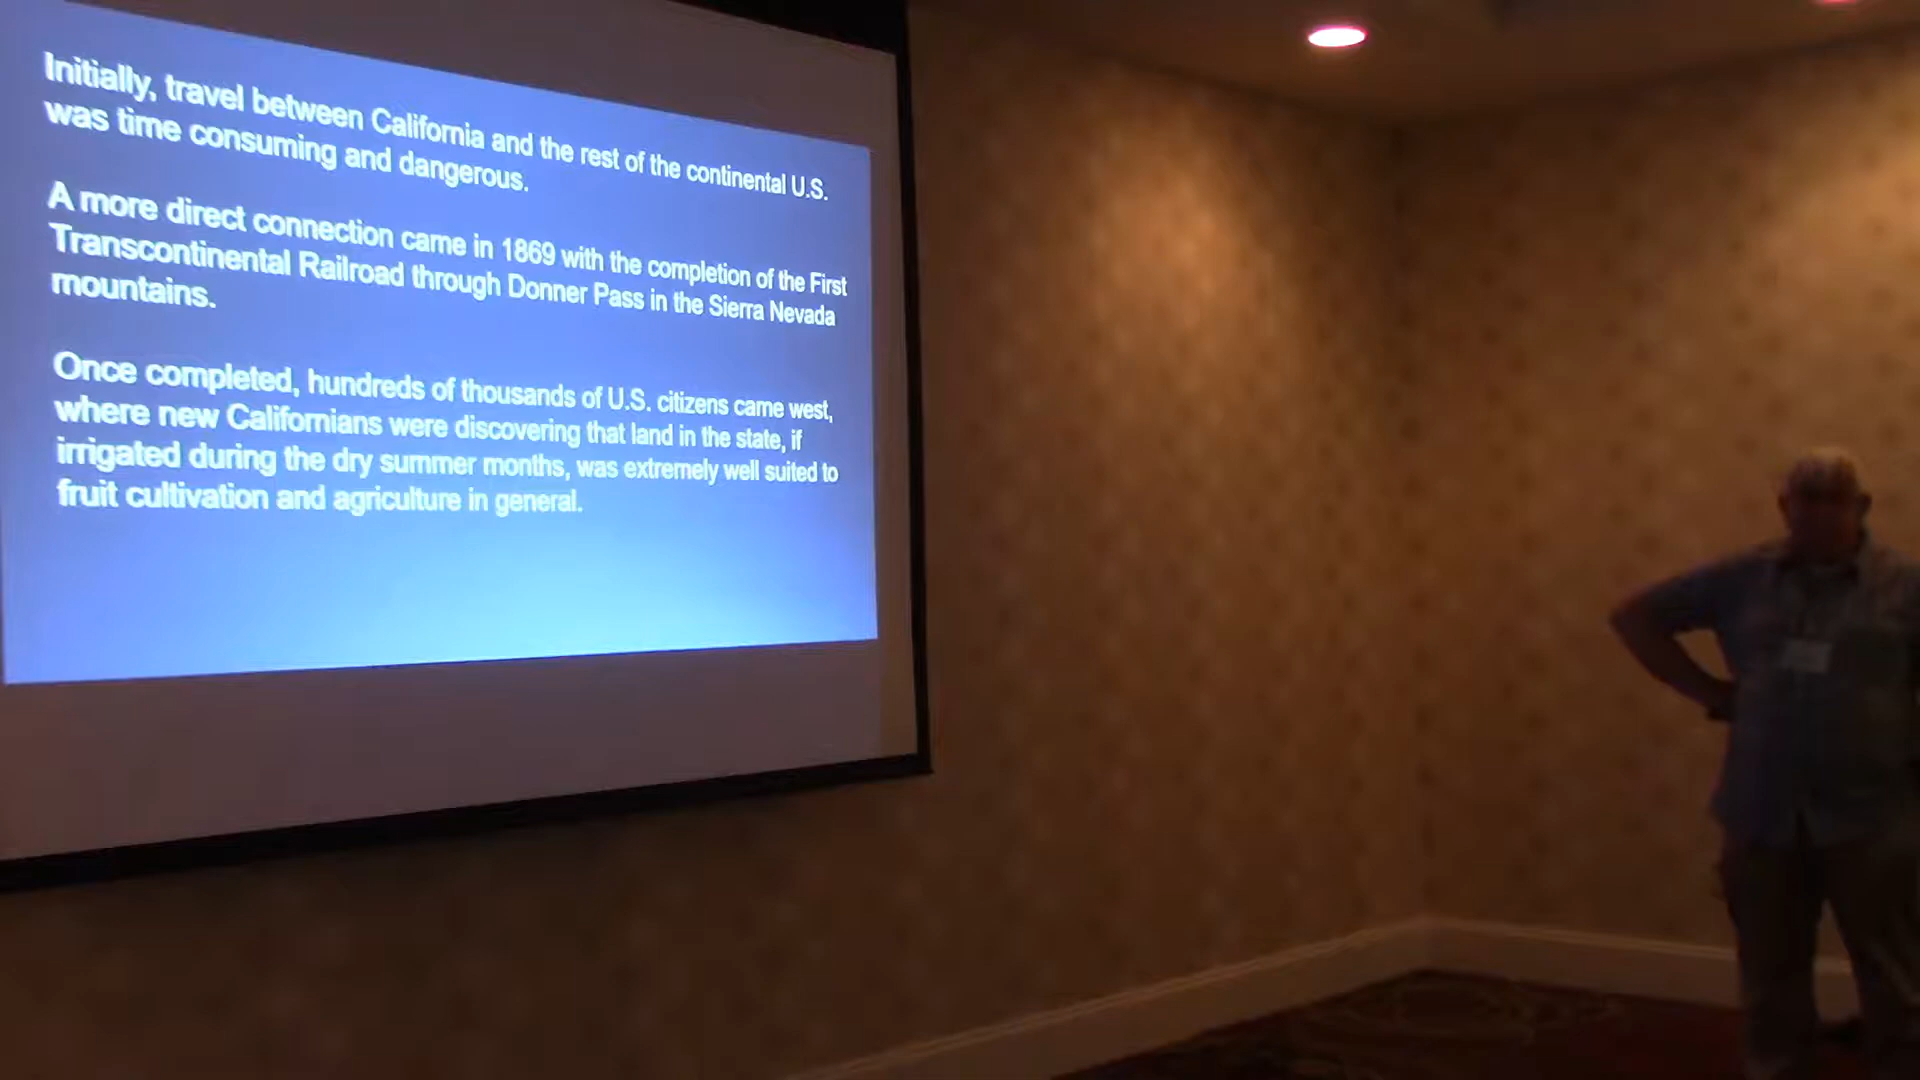 Initially, travel between California and the rest of the continental U.S.
was time consuming and dangerous.
A more direct connection came in 1869 with the completion of the First
Transcontinental Railroad through Donner Pass in the Sierra Nevada
mountains.
Once completed, hundreds of thousands of U.S. citizens came west,
where new Californians were discovering that land in the state, if
irrigated during the dry summer months, was extremely well suited to
fruit cultivation and agriculture in general.